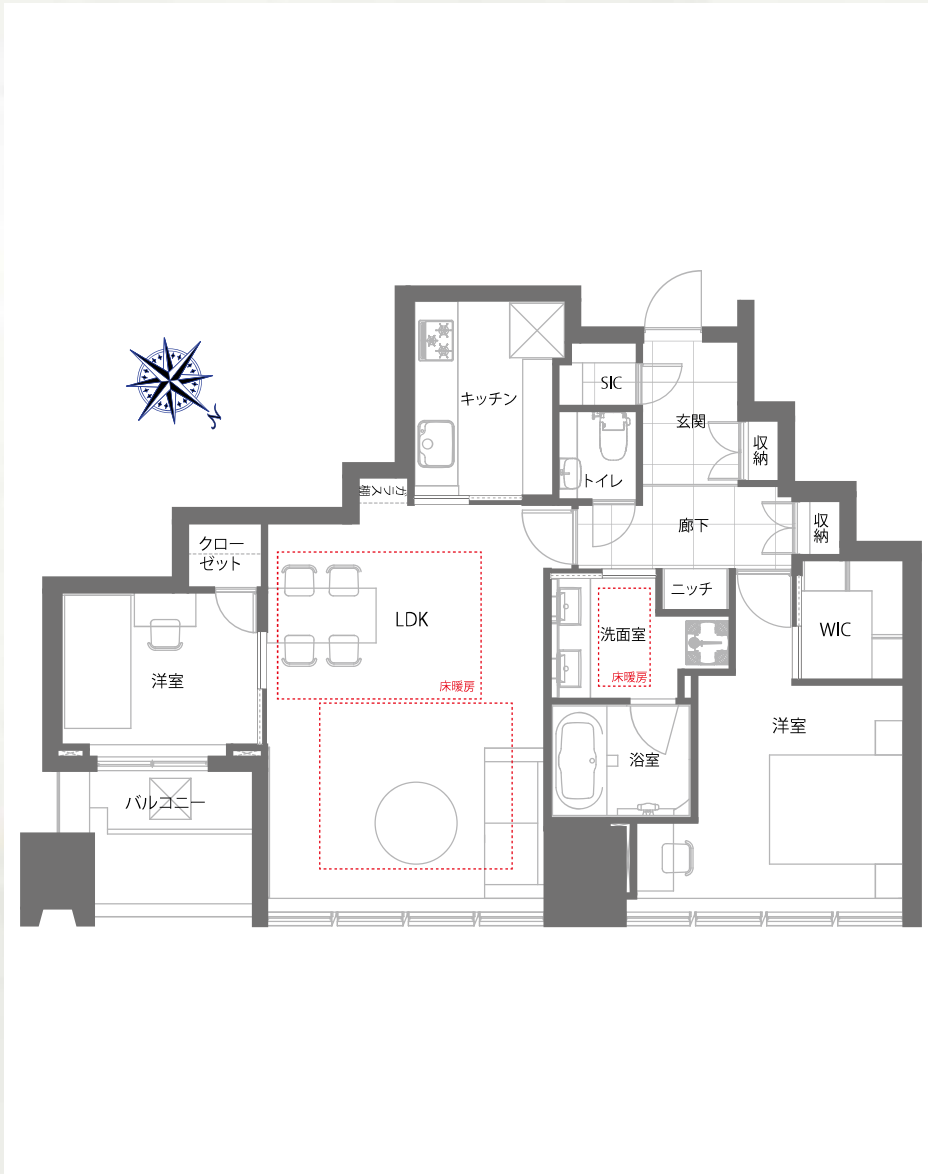 キッチン
SIC
玄関
収納
トイレ
ガラス棚
廊下
収納
クロー
ゼット
LDK
ニッチ
洗面室
WIC
洋室
床暖房
床暖房
洋室
浴室
バルコニー
N